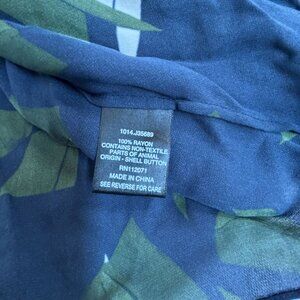 1014.J35689
100% RAYON
CONTAINS NON-TEXTILE
PARTS OF ANIMAL
ORIGIN - SHELL BUTTON
RN112071
MADE IN CHINA
SEE REVERSE FOR CARE